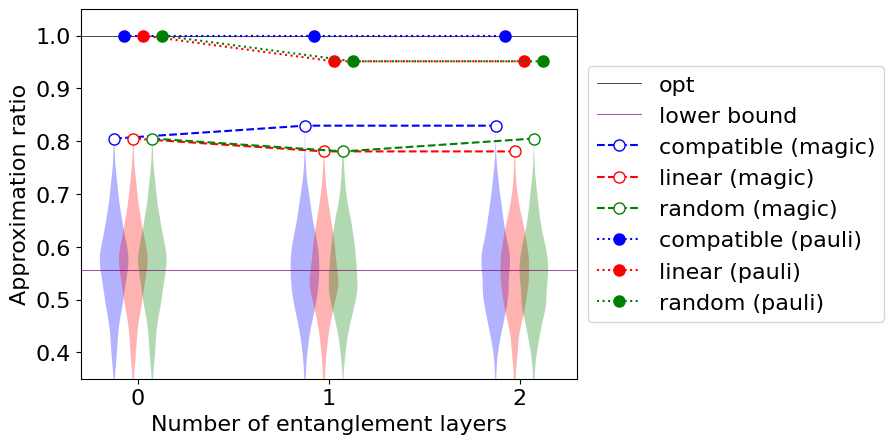 Approximation ratio
1.0
0.9
0.8
0.7
0.6
0.5
0.4
0
1
2
Number of entanglement layers
opt
lower bound
compatible (magic)
linear (magic)
random (magic)
compatible (pauli)
linear (pauli)
random (pauli)